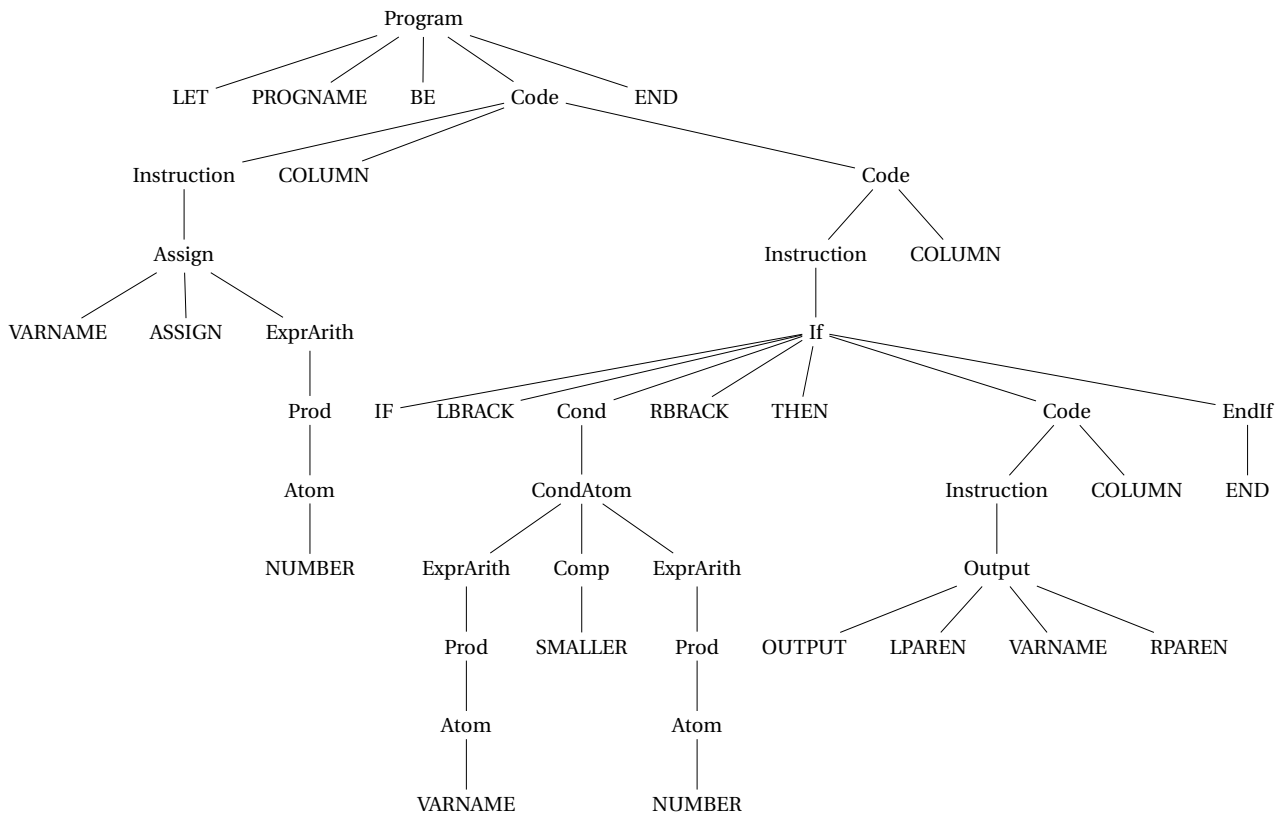 Program
LET PROGNAME BE Code END
Instruction COLUMN Code
Assign Instruction COLUMN
VARNAME ASSIGN ExprArith If
Prod IF LBRACK Cond RBRACK THEN Code EndIf
Atom CondAtom Instruction COLUMN END
NUMBER ExprArith Comp ExprArith Output
Prod SMALLER Prod OUTPUT LPAREN VARNAME RPAREN
Atom Atom
VARNAME NUMBER